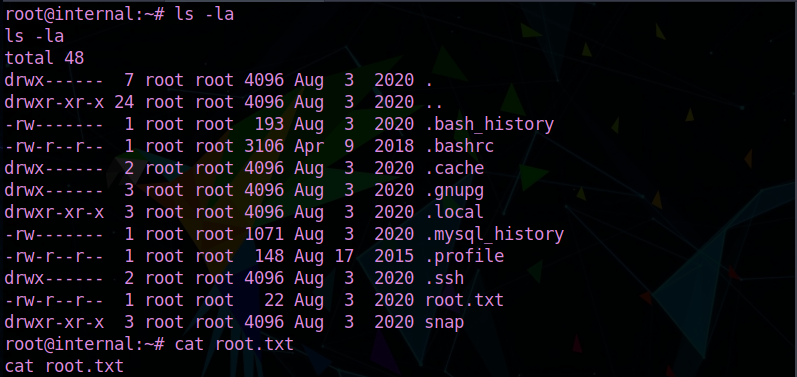 root@internal:~# ls -la
ls -la
total 48
drwx------  7 root root 4096 Aug  3  2020 .
drwxr-xr-x 24 root root 4096 Aug  3  2020 ..
-rw-------  1 root root  193 Aug  3  2020 .bash_history
-rw-r--r--  1 root root 3106 Apr  9  2018 .bashrc
drwx------  2 root root 4096 Aug  3  2020 .cache
drwx------  3 root root 4096 Aug  3  2020 .gnupg
drwxr-xr-x  3 root root 4096 Aug  3  2020 .local
-rw-------  1 root root 1071 Aug  3  2020 .mysql_history
-rw-r--r--  1 root root  148 Aug 17  2015 .profile
drwx------  2 root root 4096 Aug  3  2020 .ssh
-rw-r--r--  1 root root   22 Aug  3  2020 root.txt
drwxr-xr-x  3 root root 4096 Aug  3  2020 snap
root@internal:~# cat root.txt
cat root.txt